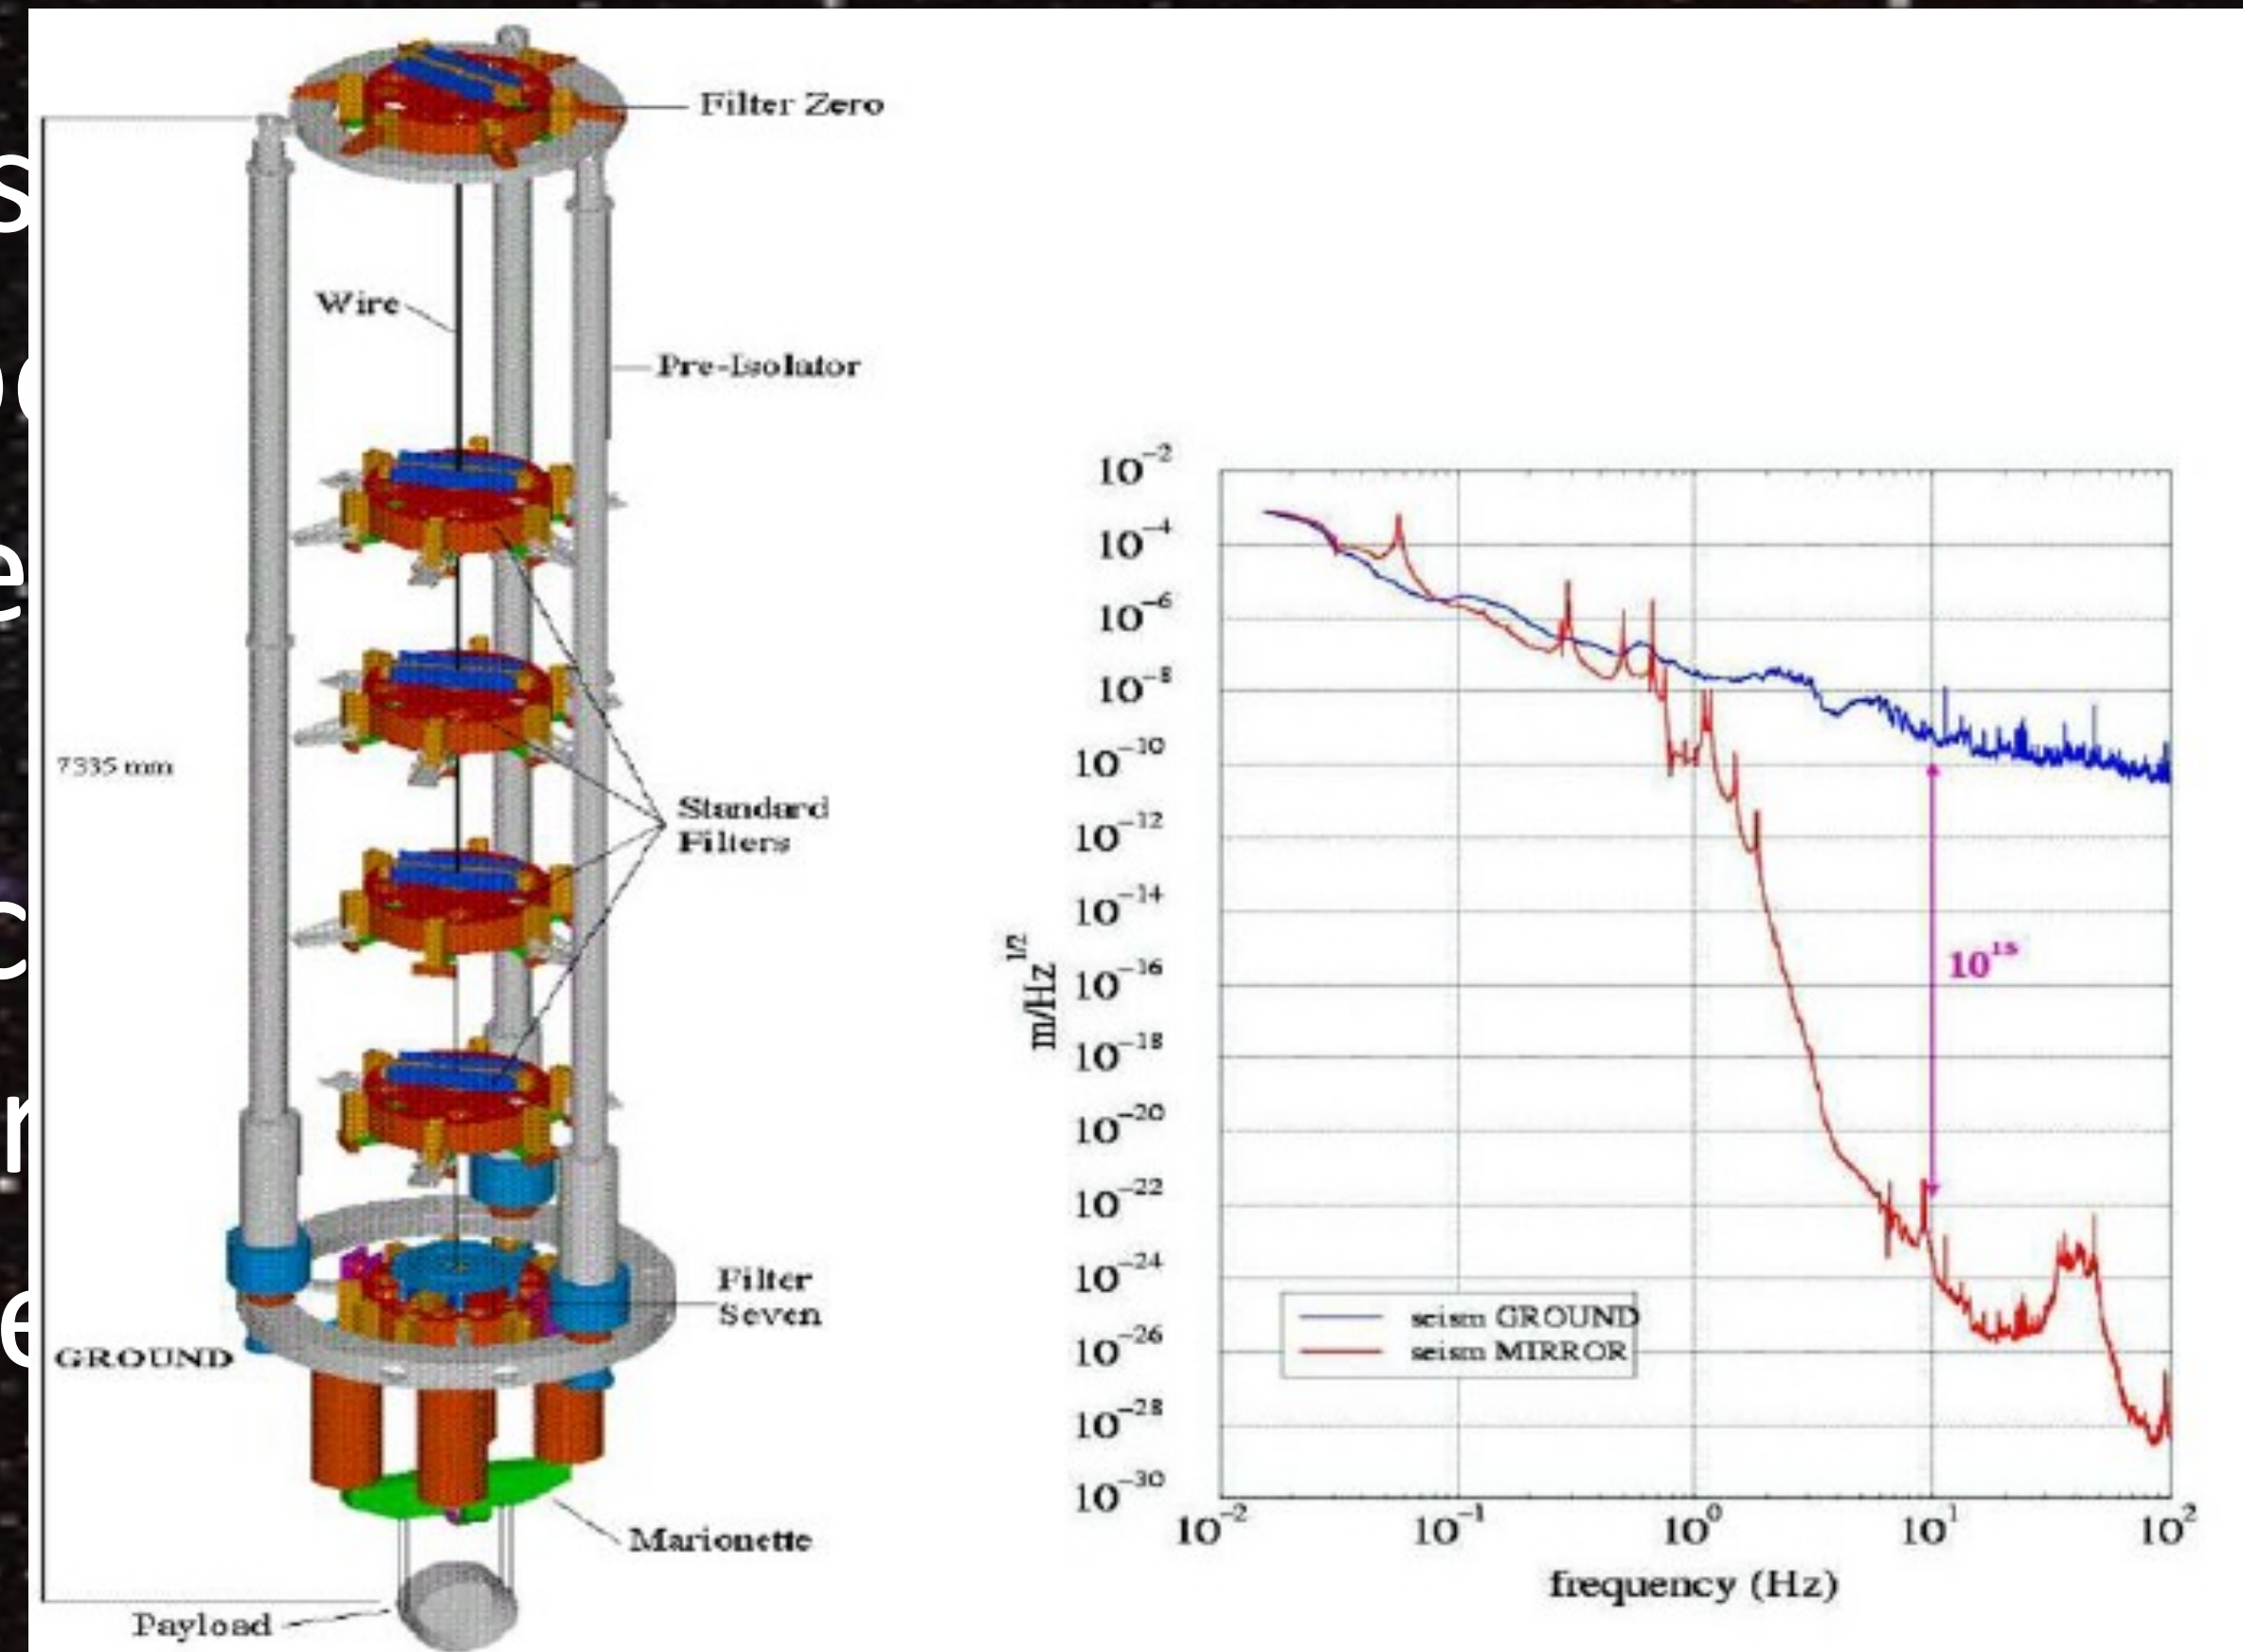 Filter Zero
Wire
Pre-Isolator
7335 mm
Standard
Filters
Filter
Seven
GROUND
Marionette
Payload
10⁻²
10⁻⁴
10⁻⁶
10⁻⁸
10⁻¹⁰
10⁻¹²
10⁻¹⁴
10⁻¹⁶
10⁻¹⁸
10⁻²⁰
10⁻²²
10⁻²⁴
10⁻²⁶
10⁻²⁸
10⁻³⁰
m/Hz^1/2
seism GROUND
seism MIRROR
10⁻² 10⁻¹ 10⁰ 10¹ 10²
frequency (Hz)